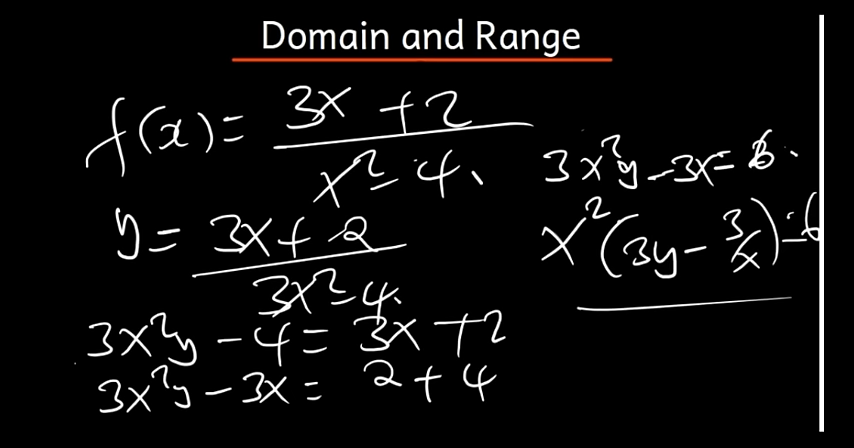 Domain and Range
f(x) = (3x + 2)/(x² - 4)
y = (3x + 2)/(3x² - 4)
3x²y - 4 = 3x + 2
3x²y - 3x = 2 + 4
3x²y - 3x = 6
x²(3y - 3/x) = 6